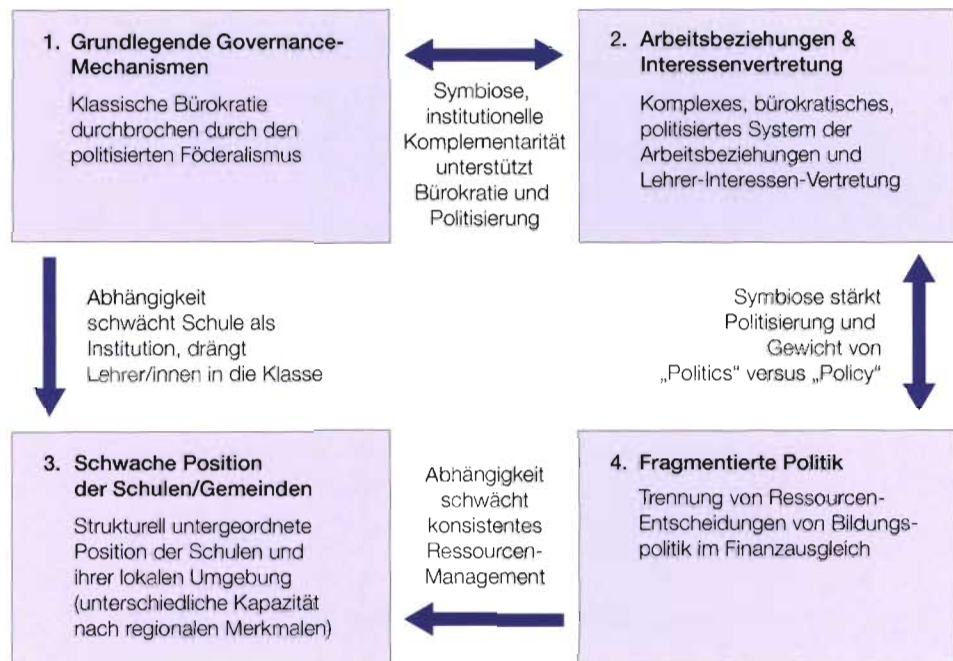 1. Grundlegende Governance-
Mechanismen
Klassische Bürokratie
durchbrochen durch den
politisierten Föderalismus
Symbiose,
institutionelle
Komplementarität
unterstützt
Bürokratie und
Politisierung
2. Arbeitsbeziehungen &
Interessenvertretung
Komplexes, bürokratisches,
politisiertes System der
Arbeitsbeziehungen und
Lehrer-Interessen-Vertretung
Abhängigkeit
schwächt Schule als
Institution, drängt
Lehrer/innen in die Klasse
Symbiose stärkt
Politisierung und
Gewicht von
„Politics“ versus „Policy“
3. Schwache Position
der Schulen/Gemeinden
Strukturell untergeordnete
Position der Schulen und
ihrer lokalen Umgebung
(unterschiedliche Kapazität
nach regionalen Merkmalen)
Abhängigkeit
schwächt
konsistentes
Ressourcen-
Management
4. Fragmentierte Politik
Trennung von Ressourcen-
Entscheidungen von Bildungs-
politik im Finanzausgleich